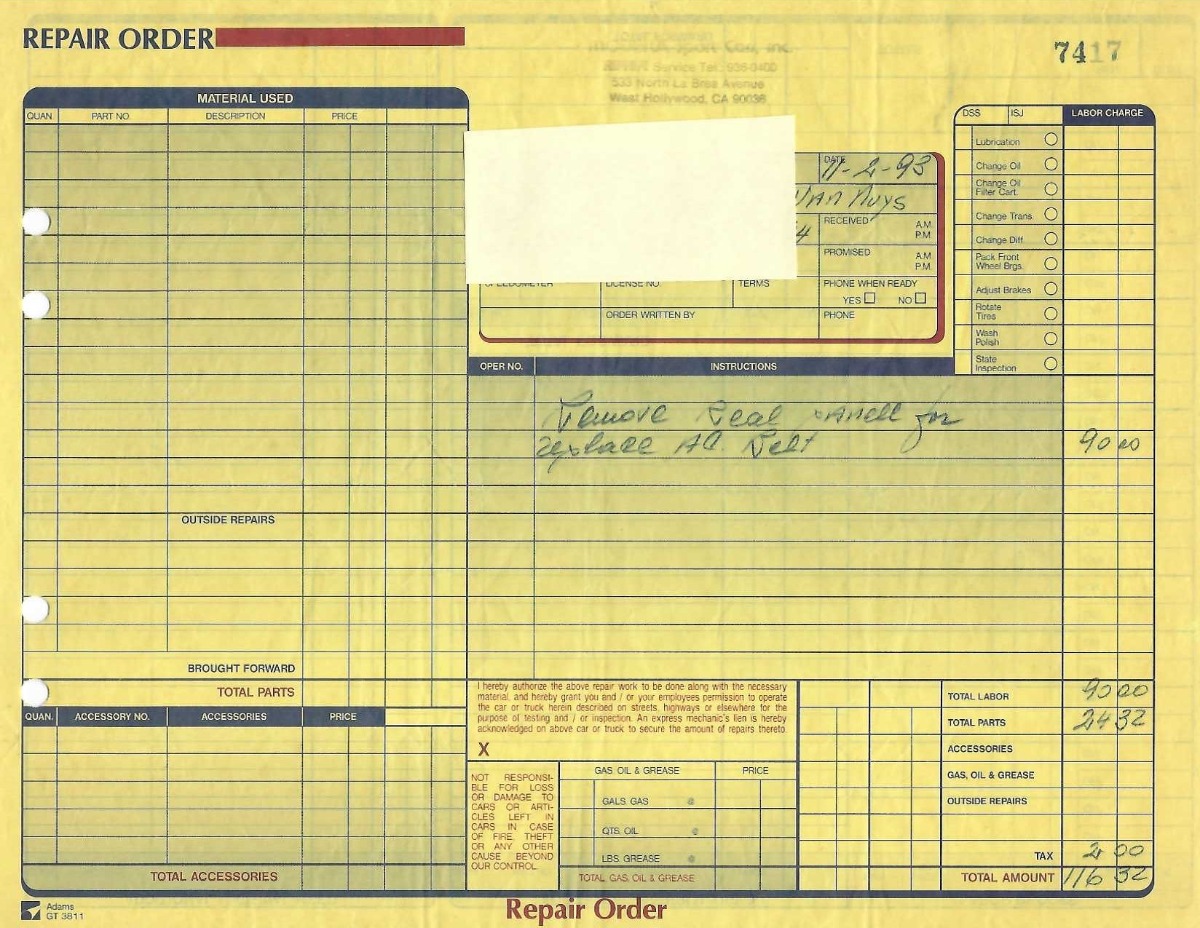 REPAIR ORDER
7417
Service Tel.: 936-0400
533 North La Brea Avenue
West Hollywood, CA 90036
MATERIAL USED
QUAN. PART NO. DESCRIPTION PRICE
OUTSIDE REPAIRS
BROUGHT FORWARD
TOTAL PARTS
QUAN. ACCESSORY NO. ACCESSORIES PRICE
TOTAL ACCESSORIES
DATE 11-2-93
VAN NUYS
4 RECEIVED A.M.
P.M.
PROMISED A.M.
P.M.
SPEEDOMETER LICENSE NO. TERMS PHONE WHEN READY
YES NO
ORDER WRITTEN BY PHONE
DSS ISJ LABOR CHARGE
Lubrication
Change Oil
Change Oil
Filter Cart.
Change Trans.
Change Diff.
Pack Front
Wheel Brgs.
Adjust Brakes
Rotate
Tires
Wash
Polish
State
Inspection
OPER NO. INSTRUCTIONS
Remove for
replace AC. Belt 90 00
I hereby authorize the above repair work to be done along with the necessary
material, and hereby grant you and / or your employees permission to operate
the car or truck herein described on streets, highways or elsewhere for the
purpose of testing and / or inspection. An express mechanic's lien is hereby
acknowledged on above car or truck to secure the amount of repairs thereto.
X
NOT RESPONSI-
BLE FOR LOSS
OR DAMAGE TO
CARS OR ARTI-
CLES LEFT IN
CARS IN CASE
OF FIRE, THEFT
OR ANY OTHER
CAUSE BEYOND
OUR CONTROL.
GAS, OIL & GREASE PRICE
GALS. GAS @
QTS. OIL @
LBS. GREASE @
TOTAL GAS, OIL & GREASE
TOTAL LABOR 90 00
TOTAL PARTS 24 32
ACCESSORIES
GAS, OIL & GREASE
OUTSIDE REPAIRS
TAX 2 00
TOTAL AMOUNT 116 32
Adams
GT 3811
Repair Order